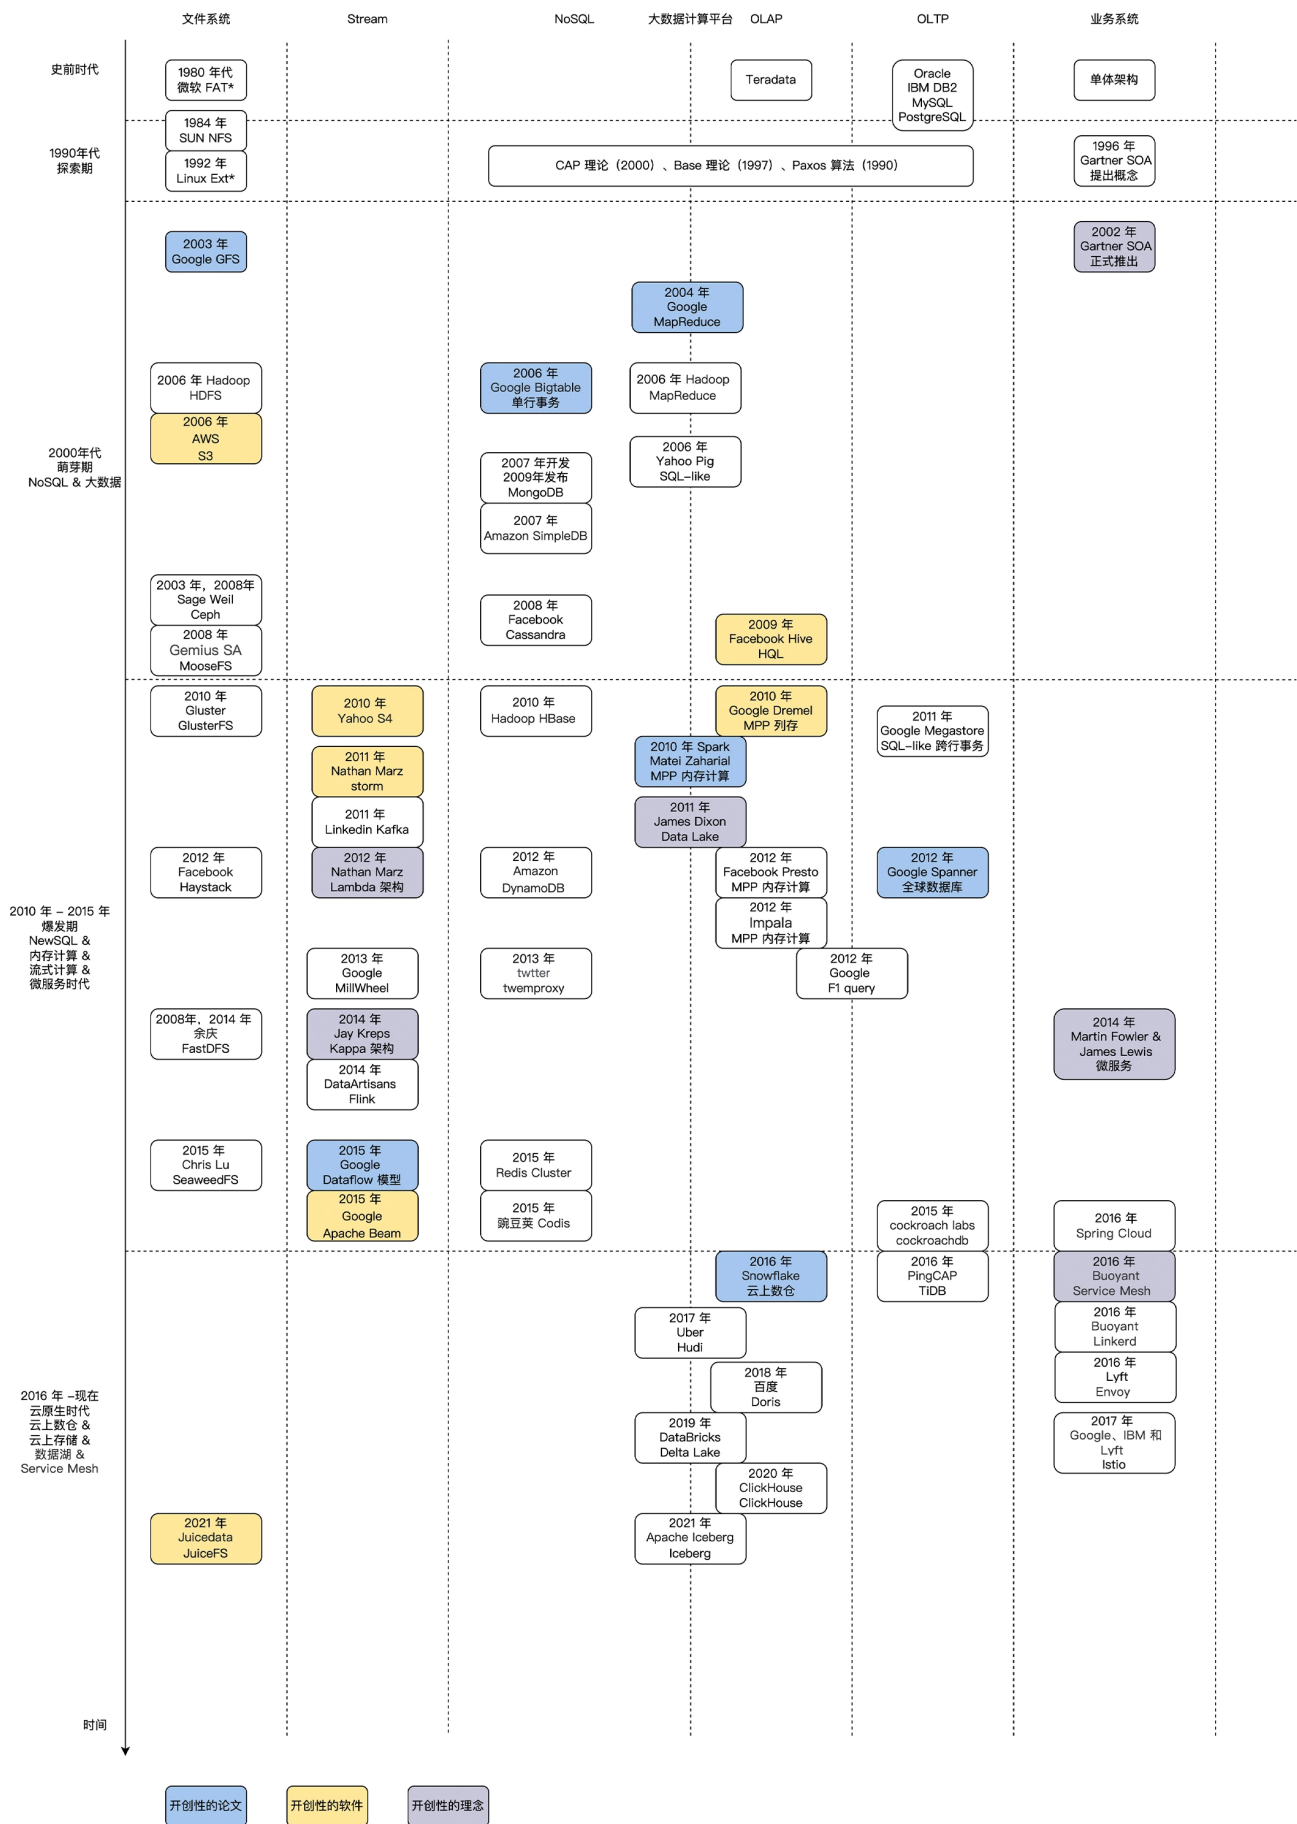 文件系统
Stream
NoSQL
大数据计算平台
OLAP
OLTP
业务系统
史前时代
1980 年代
微软 FAT*
Teradata
Oracle
IBM DB2
MySQL
PostgreSQL
单体架构
1990年代
探索期
1984 年
SUN NFS
1992 年
Linux Ext*
CAP 理论（2000）、Base 理论（1997）、Paxos 算法（1990）
1996 年
Gartner SOA
提出概念
2000年代
萌芽期
NoSQL & 大数据
2003 年
Google GFS
2002 年
Gartner SOA
正式推出
2004 年
Google
MapReduce
2006 年 Hadoop
HDFS
2006 年
Google Bigtable
单行事务
2006 年 Hadoop
MapReduce
2006 年
AWS
S3
2006 年
Yahoo Pig
SQL-like
2007 年开发
2009年发布
MongoDB
2007 年
Amazon SimpleDB
2003 年，2008年
Sage Weil
Ceph
2008 年
Facebook
Cassandra
2009 年
Facebook Hive
HQL
2008 年
Gemius SA
MooseFS
2010 年 - 2015 年
爆发期
NewSQL &
内存计算 &
流式计算 &
微服务时代
2010 年
Gluster
GlusterFS
2010 年
Yahoo S4
2010 年
Hadoop HBase
2010 年
Google Dremel
MPP 列存
2011 年
Google Megastore
SQL-like 跨行事务
2010 年 Spark
Matei Zaharial
MPP 内存计算
2011 年
Nathan Marz
storm
2011 年
Linkedin Kafka
2011 年
James Dixon
Data Lake
2012 年
Facebook
Haystack
2012 年
Nathan Marz
Lambda 架构
2012 年
Amazon
DynamoDB
2012 年
Facebook Presto
MPP 内存计算
2012 年
Google Spanner
全球数据库
2012 年
Impala
MPP 内存计算
2013 年
Google
MillWheel
2013 年
twtter
twemproxy
2012 年
Google
F1 query
2008年，2014 年
余庆
FastDFS
2014 年
Jay Kreps
Kappa 架构
2014 年
Martin Fowler &
James Lewis
微服务
2014 年
DataArtisans
Flink
2015 年
Chris Lu
SeaweedFS
2015 年
Google
Dataflow 模型
2015 年
Redis Cluster
2015 年
Google
Apache Beam
2015 年
豌豆荚 Codis
2015 年
cockroach labs
cockroachdb
2016 年
Spring Cloud
2016 年 -现在
云原生时代
云上数仓 &
云上存储 &
数据湖 &
Service Mesh
2016 年
Snowflake
云上数仓
2016 年
PingCAP
TiDB
2016 年
Buoyant
Service Mesh
2017 年
Uber
Hudi
2016 年
Buoyant
Linkerd
2018 年
百度
Doris
2016 年
Lyft
Envoy
2019 年
DataBricks
Delta Lake
2017 年
Google、IBM 和
Lyft
Istio
2020 年
ClickHouse
ClickHouse
2021 年
Juicedata
JuiceFS
2021 年
Apache Iceberg
Iceberg
时间
开创性的论文
开创性的软件
开创性的理念